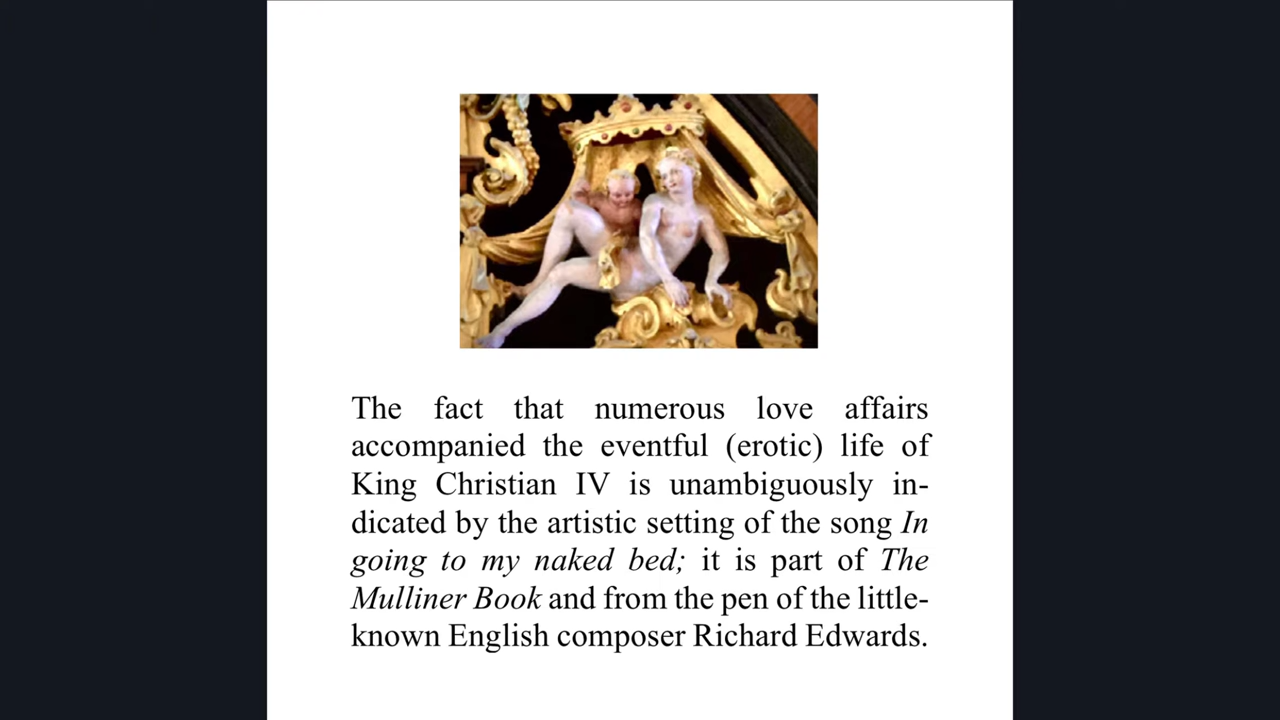 The fact that numerous love affairs
accompanied the eventful (erotic) life of
King Christian IV is unambiguously in-
dicated by the artistic setting of the song In
going to my naked bed; it is part of The
Mulliner Book and from the pen of the little-
known English composer Richard Edwards.